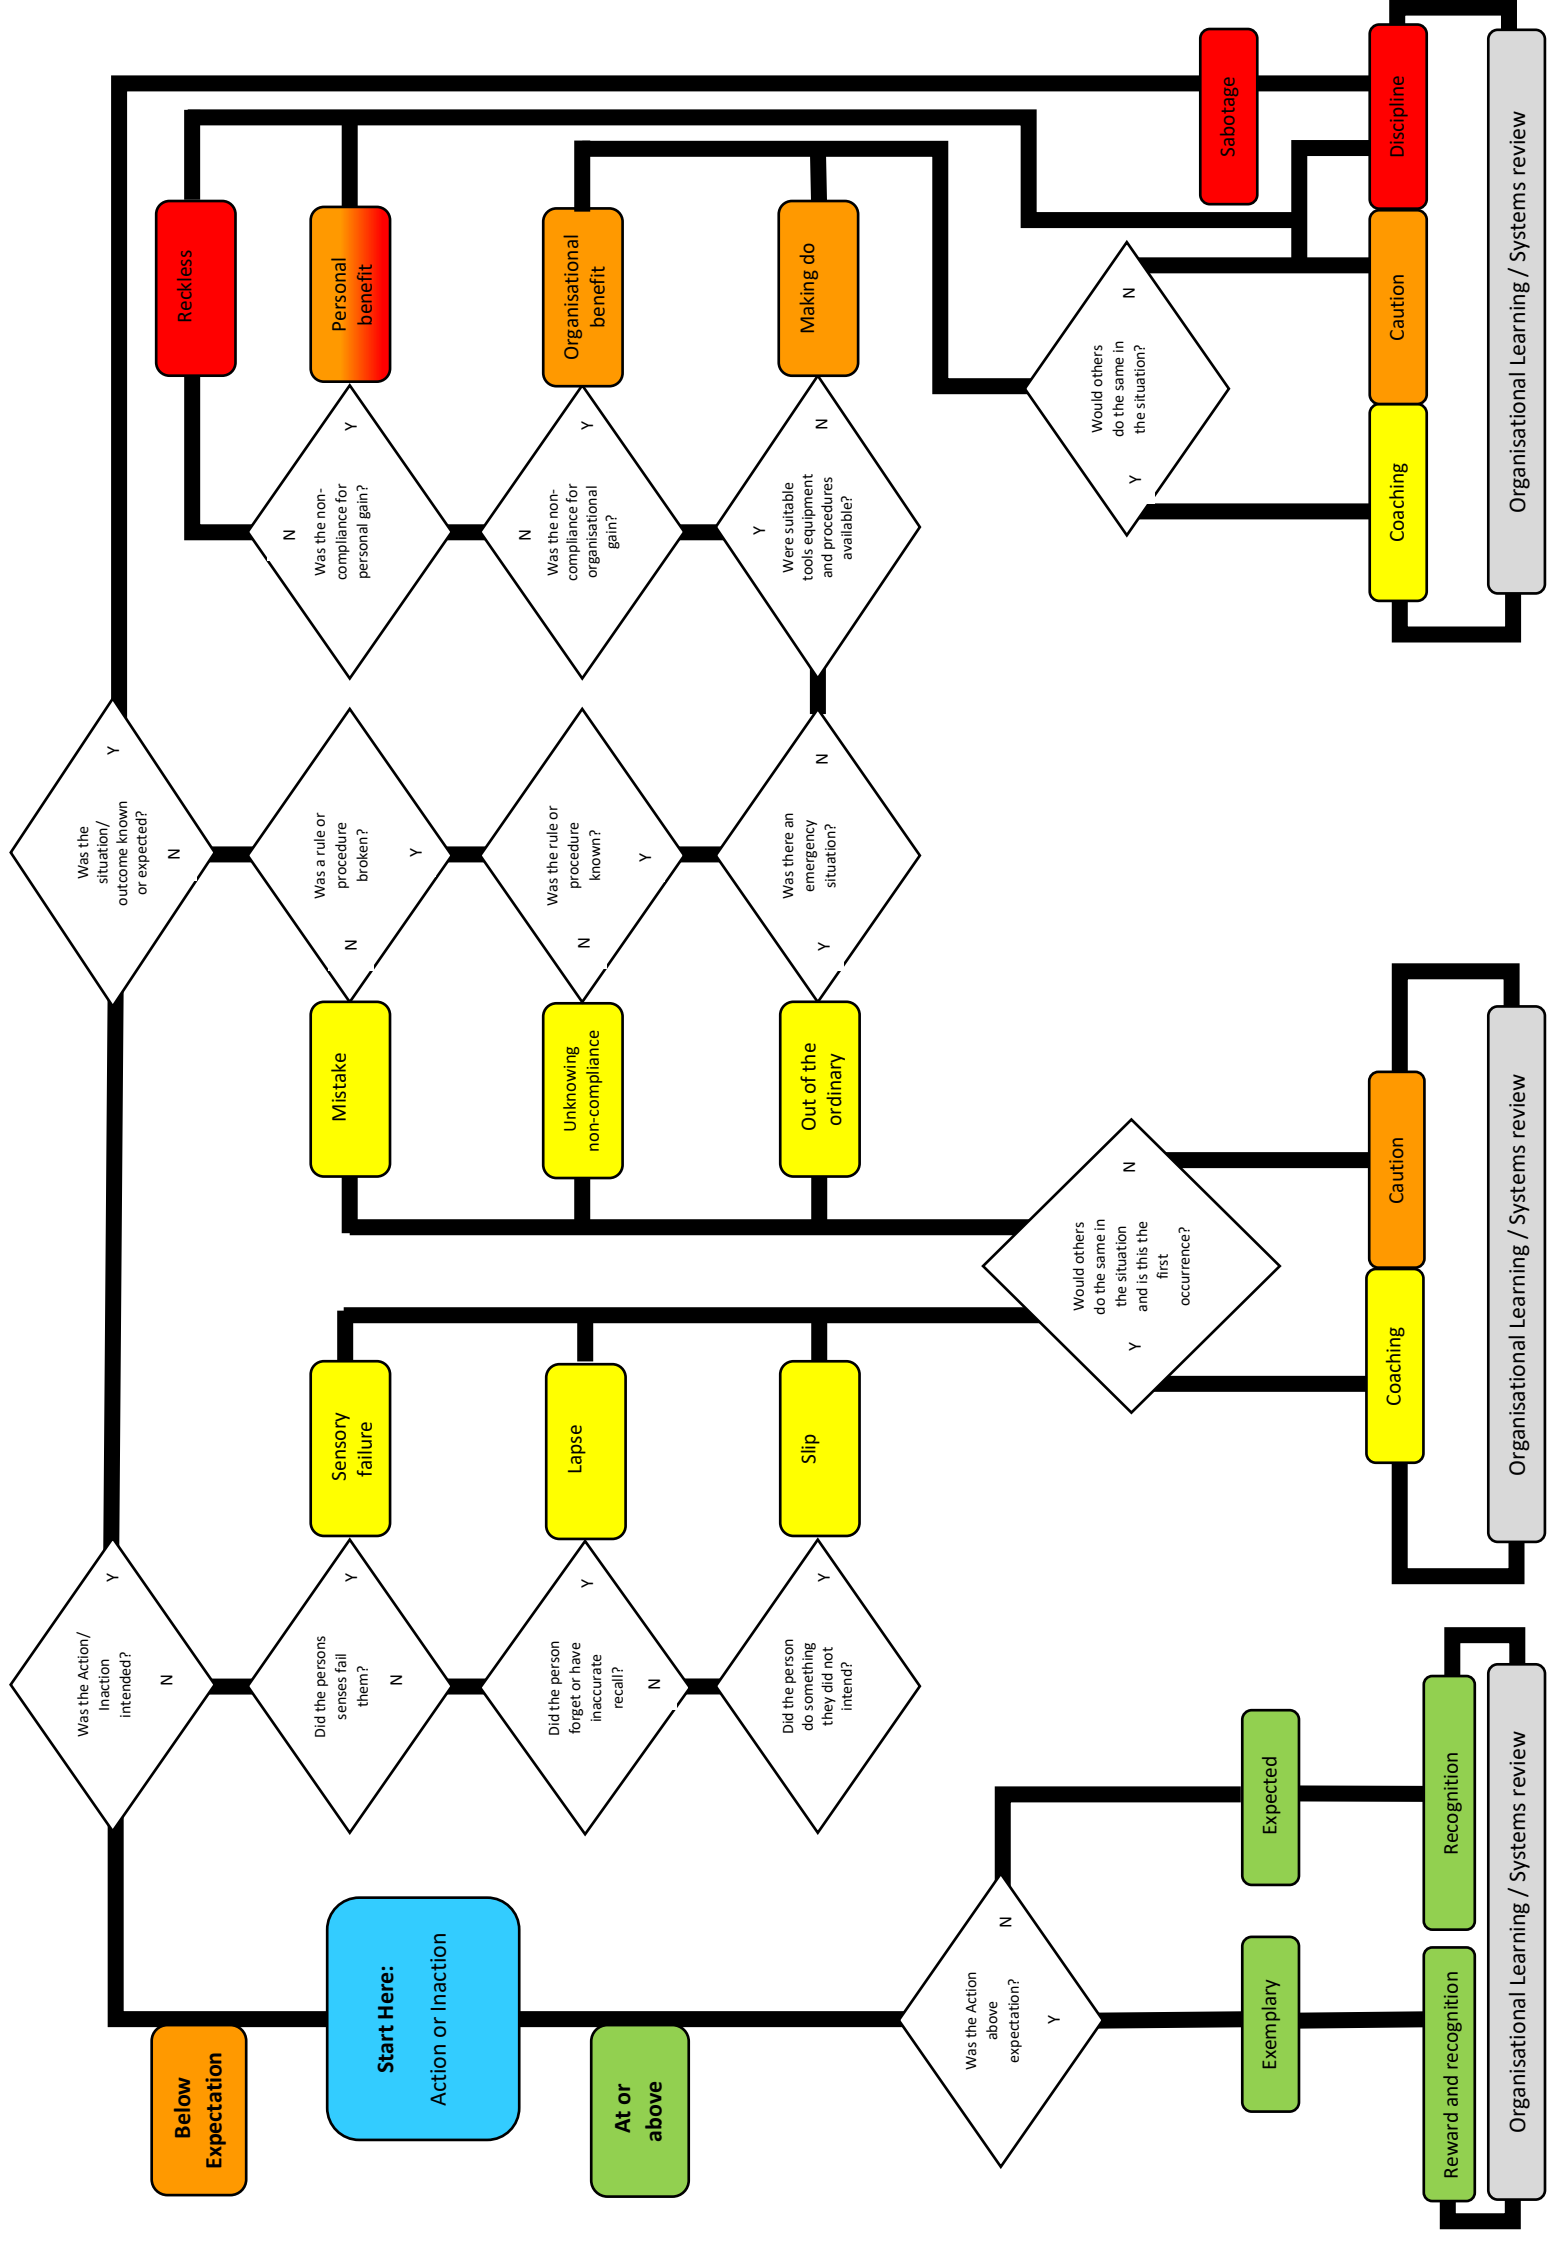 Below
Expectation
Start Here:
Action or Inaction
At or
above
Was the Action
above
expectation?
Y
N
Exemplary
Expected
Reward and recognition
Recognition
Organisational Learning / Systems review
Was the Action/
Inaction
intended?
Y
N
Did the persons
senses fail
them?
Y
N
Sensory
failure
Did the person
forget or have
inaccurate
recall?
Y
N
Lapse
Did the person
do something
they did not
intend?
Y
Slip
Was the
situation/
outcome known
or expected?
Y
N
Mistake
N
Was a rule or
procedure
broken?
Y
Unknowing
non-compliance
N
Was the rule or
procedure
known?
Y
Out of the
ordinary
Y
Was there an
emergency
situation?
N
Would others
do the same in
the situation
and is this the
first
occurrence?
Y
N
Coaching
Caution
Organisational Learning / Systems review
Reckless
N
Was the non-
compliance for
personal gain?
Y
Personal
benefit
N
Was the non-
compliance for
organisational
gain?
Y
Organisational
benefit
Y
Were suitable
tools equipment
and procedures
available?
N
Making do
Would others
do the same in
the situation?
Y
N
Sabotage
Coaching
Caution
Discipline
Organisational Learning / Systems review